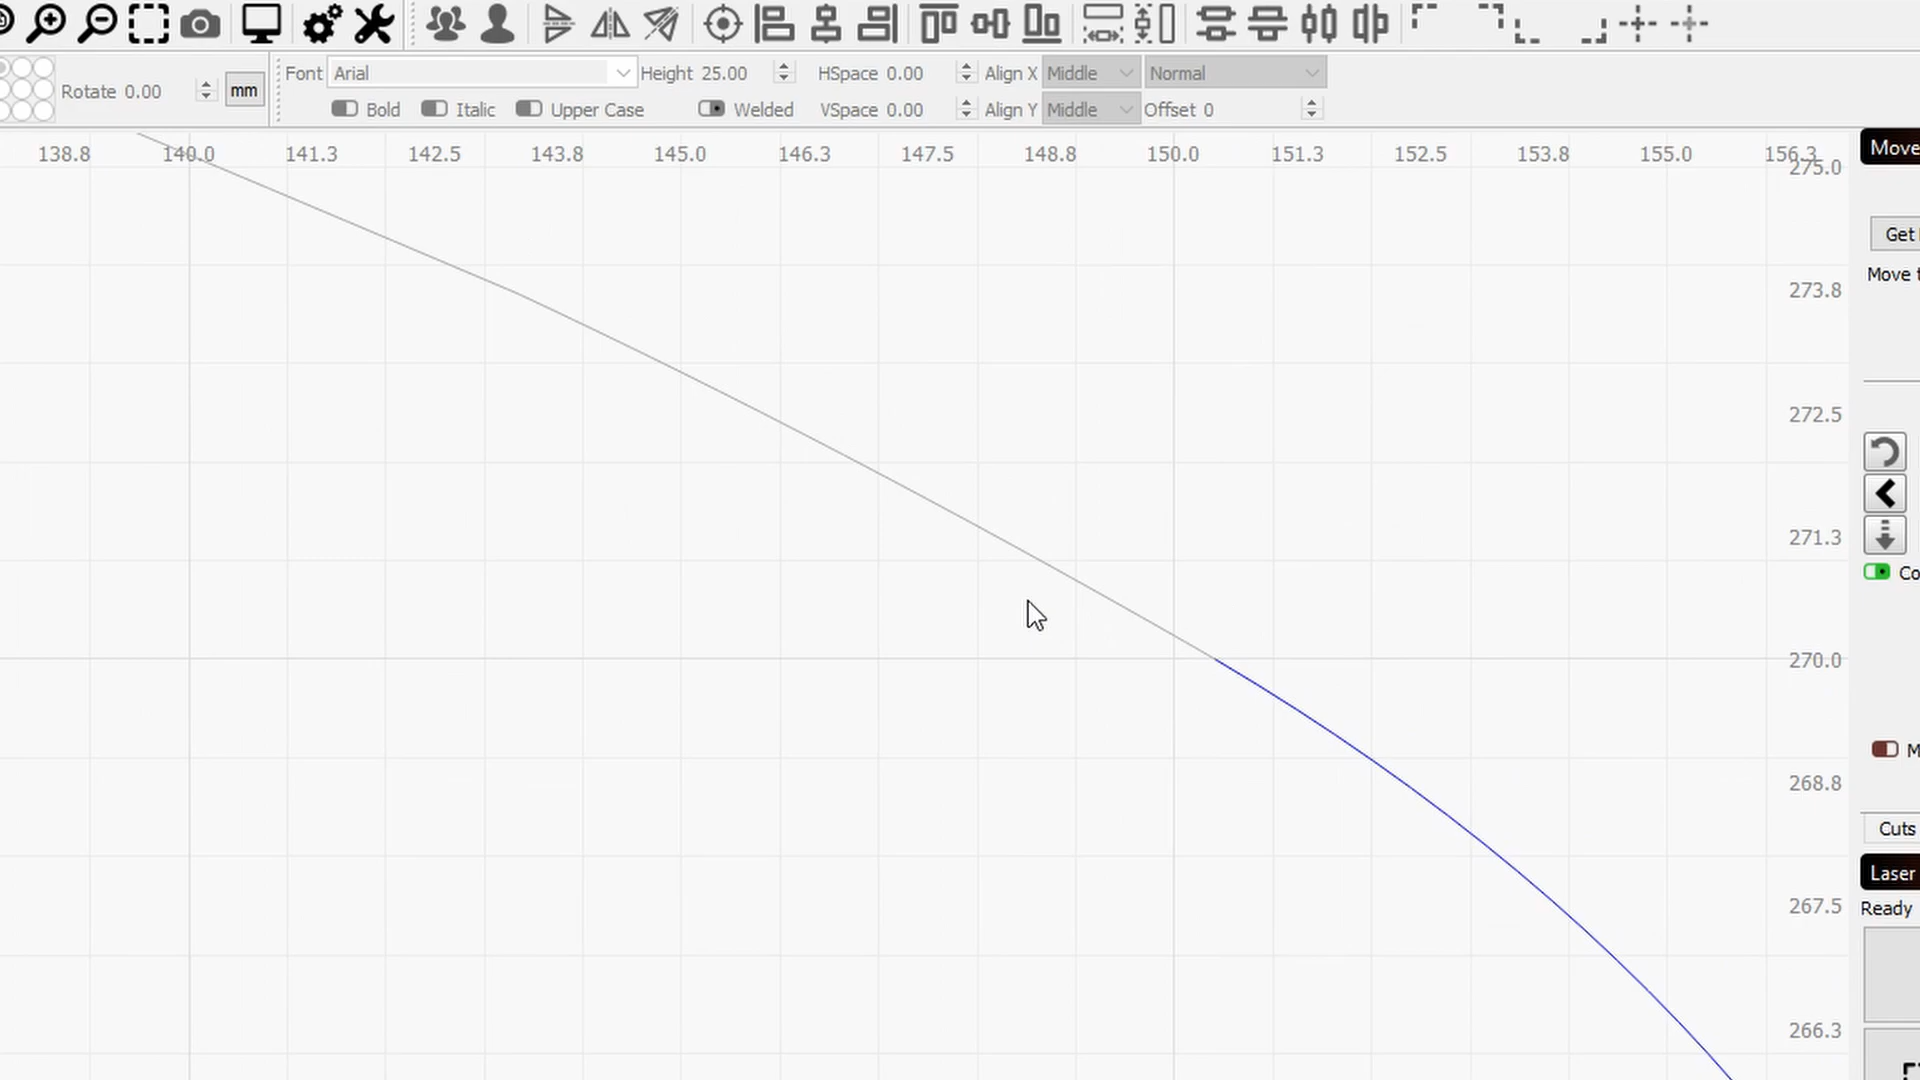 Rotate 0.00 mm Font Arial Height 25.00 HSpace 0.00 Align X Middle Normal
Bold Italic Upper Case Welded VSpace 0.00 Align Y Middle Offset 0
138.8 140.0 141.3 142.5 143.8 145.0 146.3 147.5 148.8 150.0 151.3 152.5 153.8 155.0 156.3
275.0
273.8
272.5
271.3
270.0
268.8
267.5
266.3
Move
Get
Move t
Co
M
Cuts
Laser
Ready